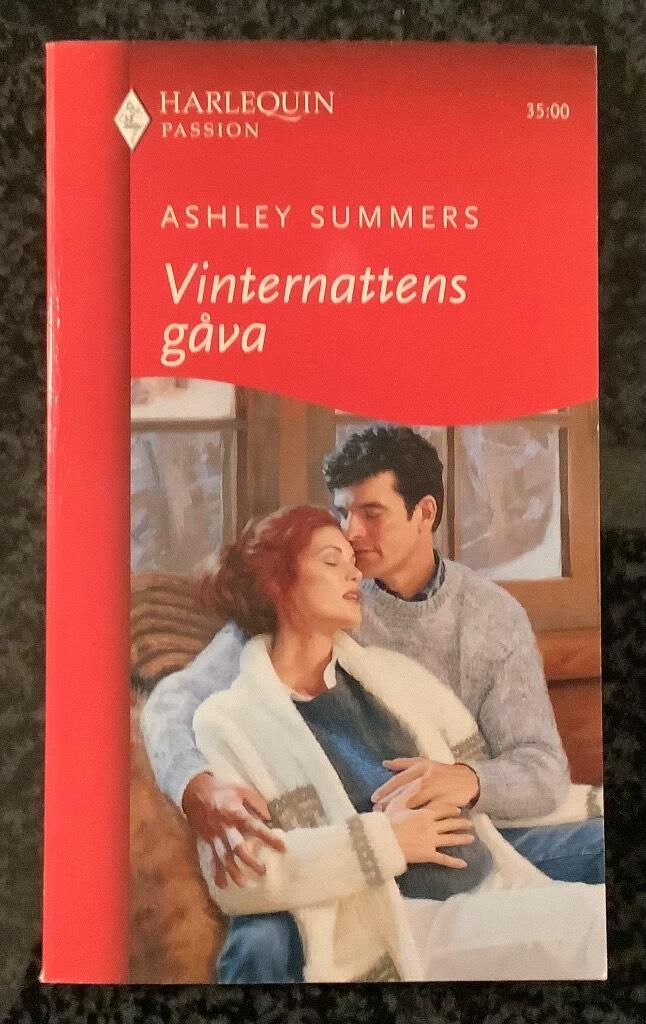 HARLEQUIN
PASSION
35:00
ASHLEY SUMMERS
Vinternattens
gåva